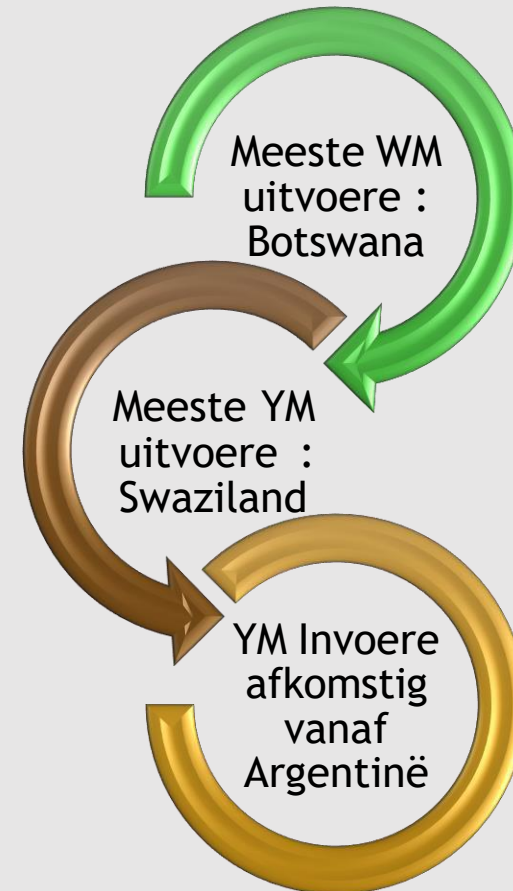 Meeste WM
uitvoere :
Botswana
Meeste YM
uitvoere :
Swaziland
YM Invoere
afkomstig
vanaf
Argentinë